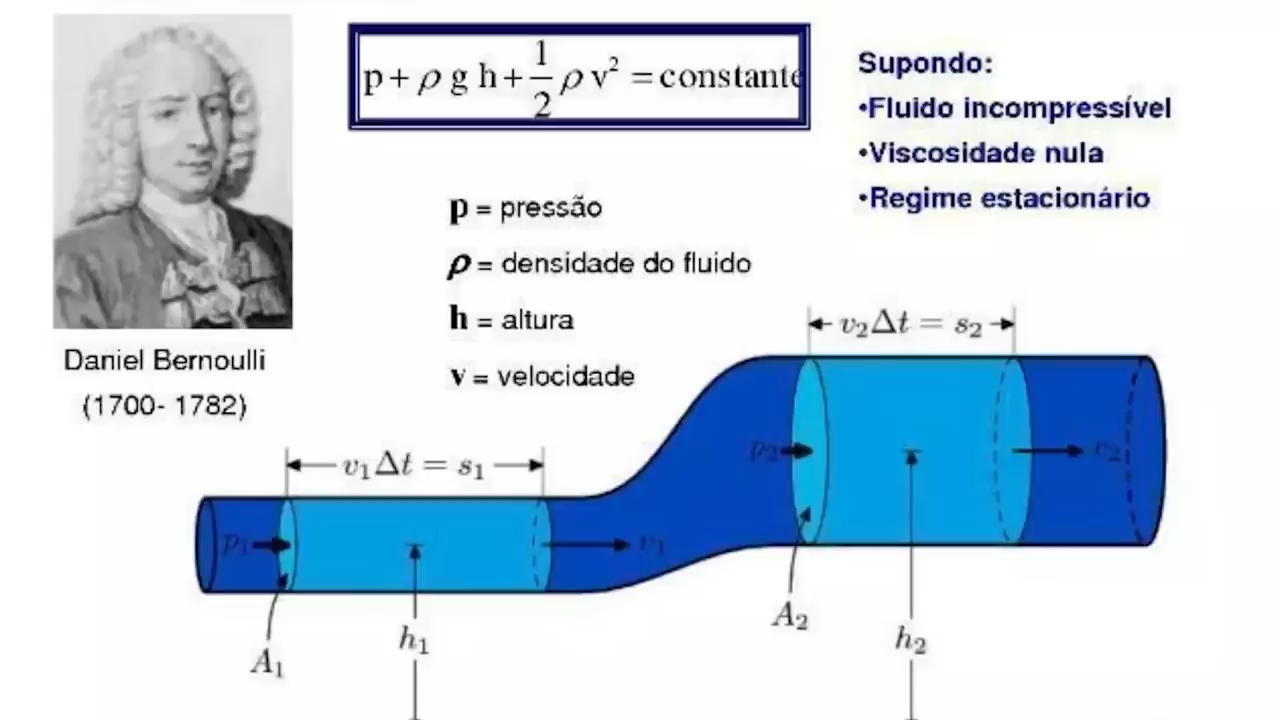 p + ρ g h + 1/2 ρ v² = constante
Supondo:
•Fluido incompressível
•Viscosidade nula
•Regime estacionário
p = pressão
ρ = densidade do fluido
h = altura
v = velocidade
Daniel Bernoulli
(1700- 1782)
v₂Δt = s₂
v₁Δt = s₁
p₂
v₂
p₁
v₁
A₂
h₂
h₁
A₁